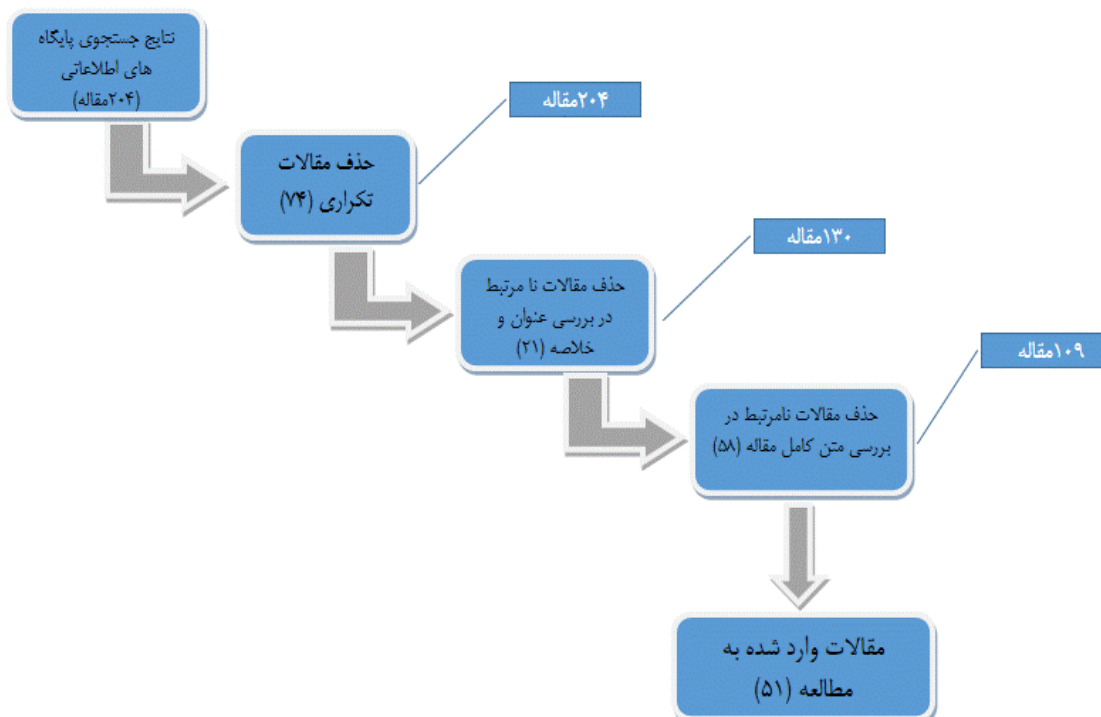 نتایج جستجوی پایگاه
های اطلاعاتی
(۲۰۴مقاله)
۲۰۴مقاله
حذف مقالات
تکراری (۷۴)
۱۳۰مقاله
حذف مقالات نا مرتبط
در بررسی عنوان و
خلاصه (۲۱)
۱۰۹مقاله
حذف مقالات نامرتبط در
بررسی متن کامل مقاله (۵۸)
مقالات وارد شده به
مطالعه (۵۱)